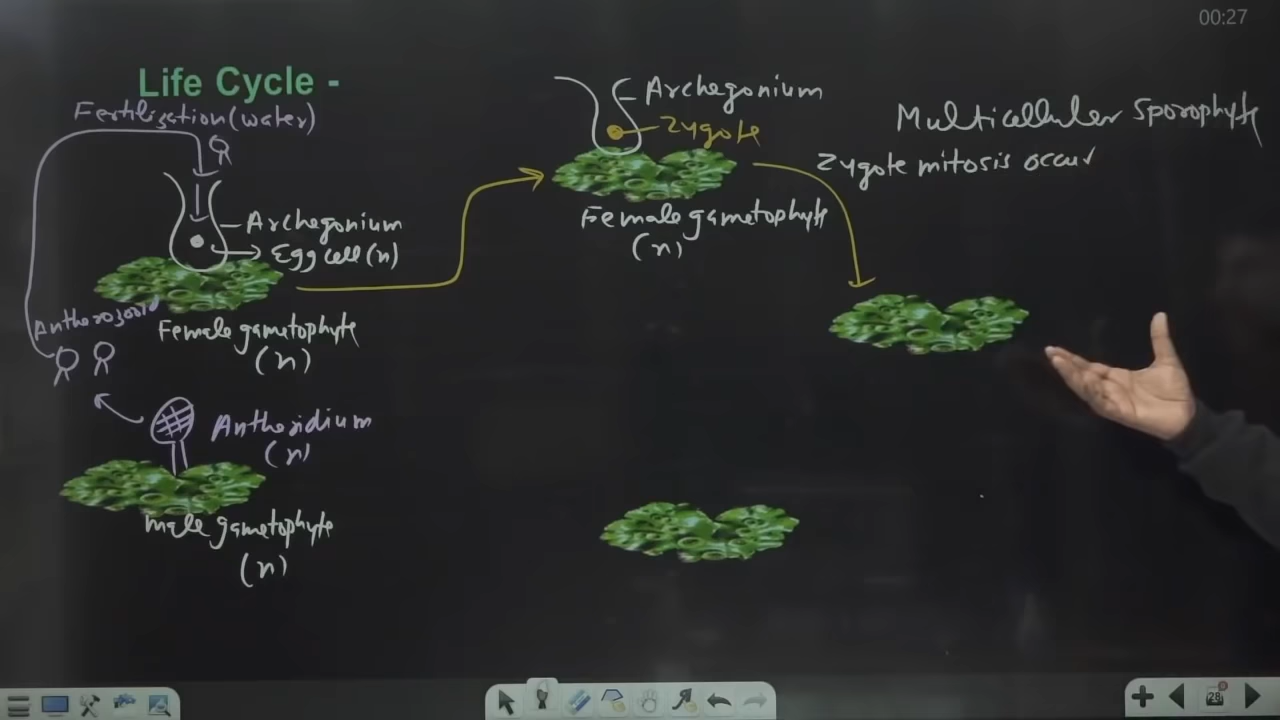 00:27
Life Cycle -
Fertilization (water)
Archegonium
Egg cell (n)
Antherozoid
Female gametophyte
(n)
Antheridium
(n)
male gametophyte
(n)
Archegonium
Zygote
Female gametophyte
(n)
Multicellular Sporophyte
Zygote mitosis occur
28